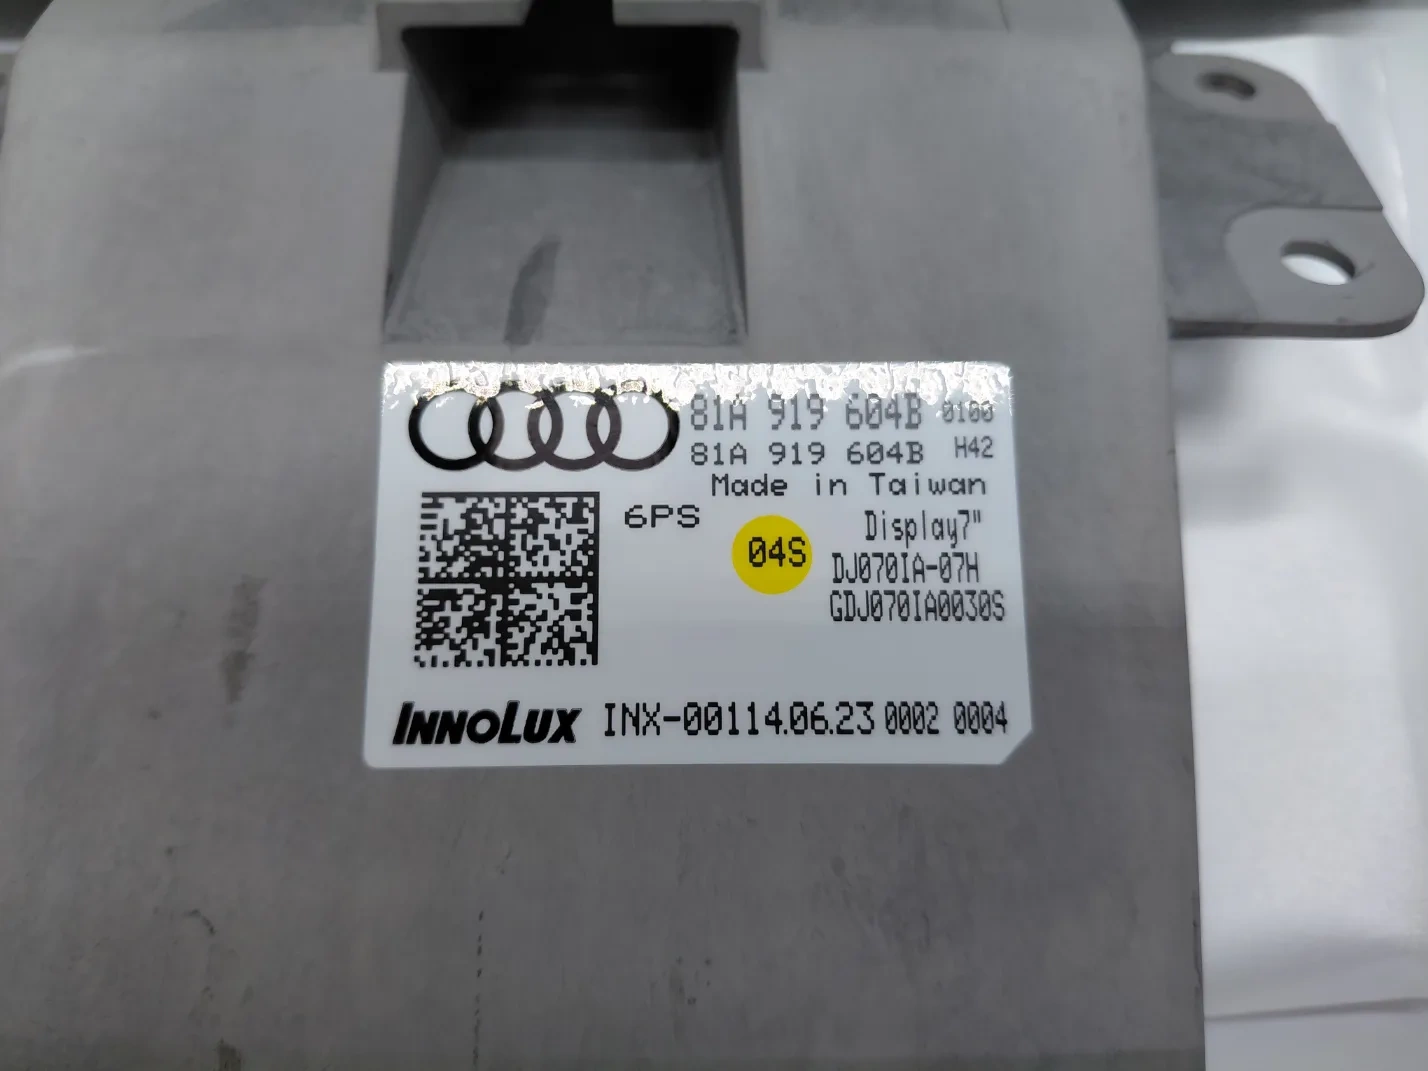 81A 919 604B 0100
81A 919 604B H42
Made in Taiwan
6PS
04S
Display7"
DJ070IA-07H
GDJ070IA0030S
INNOLUX INX-00114.06.23 0002 0004